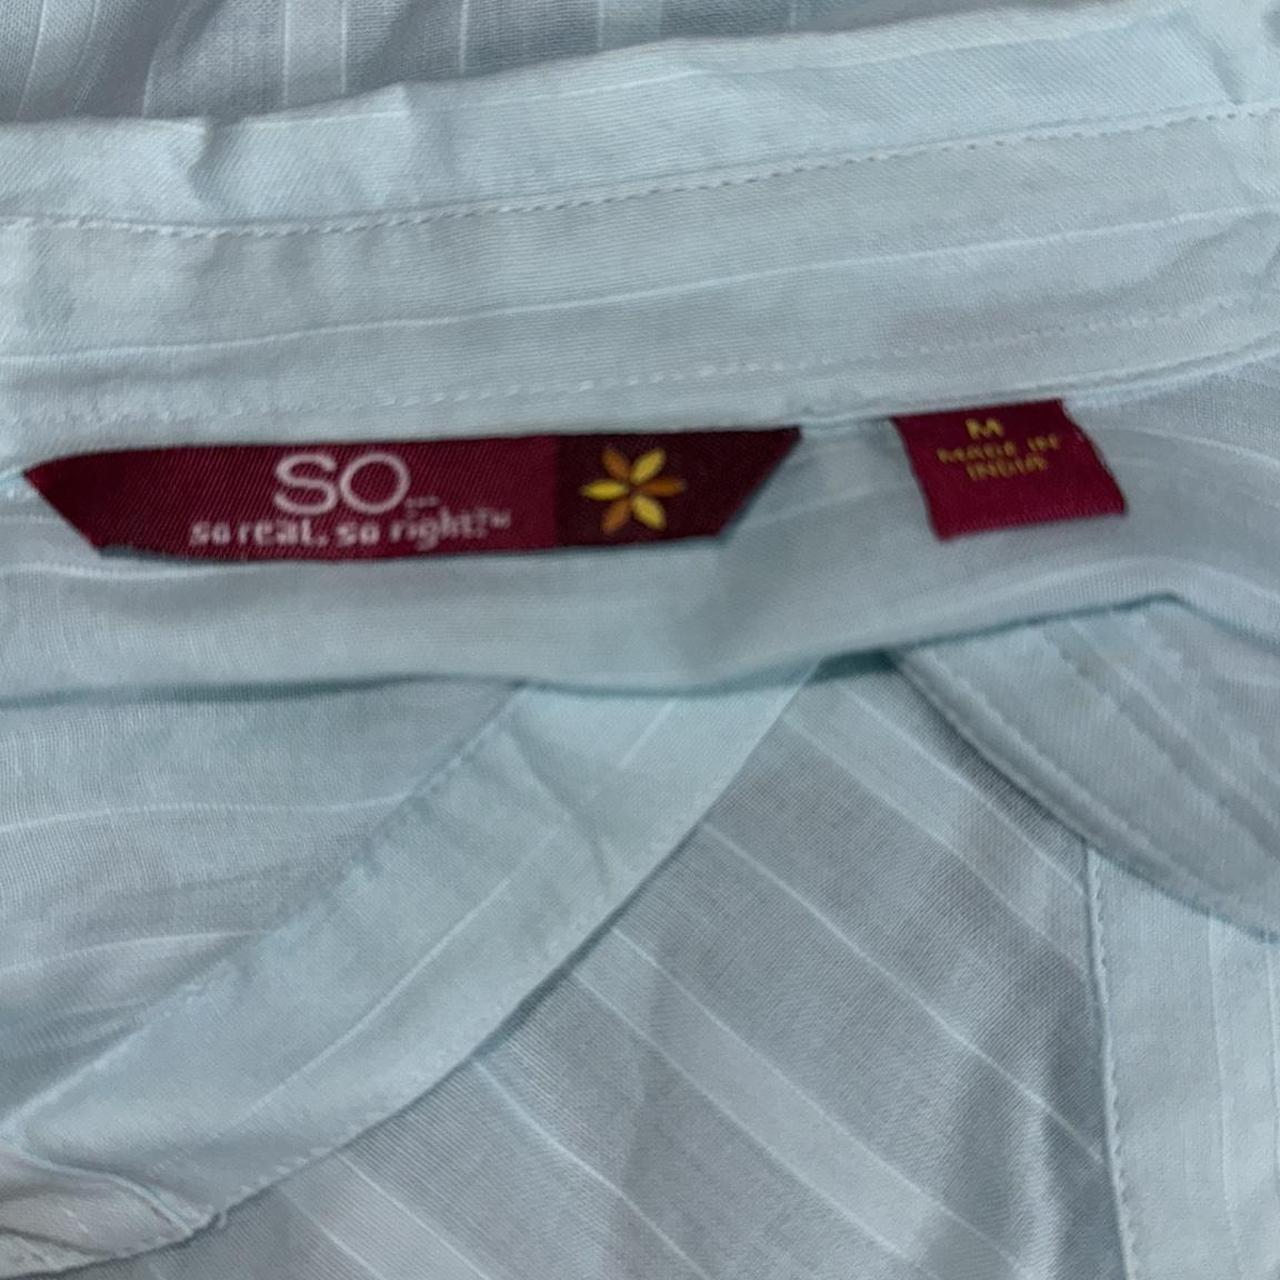 SO...
so real. so right!™
M
MADE IN
INDIA